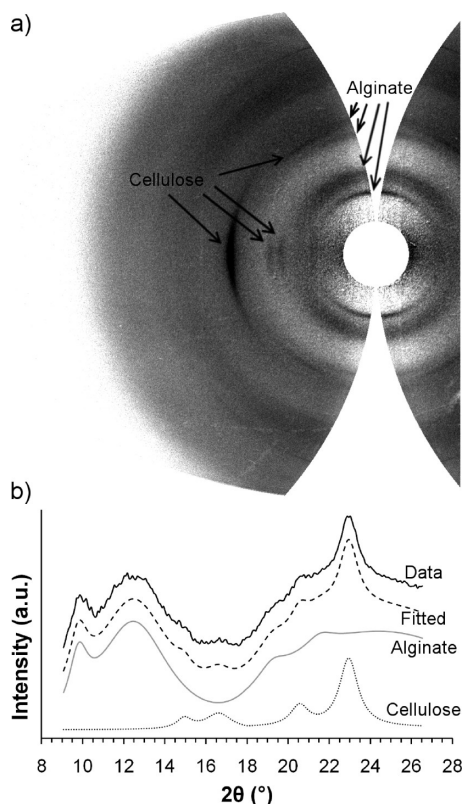 a)
Alginate
Cellulose
b)
Intensity (a.u.)
Data
Fitted
Alginate
Cellulose
8 10 12 14 16 18 20 22 24 26 28
2θ (°)